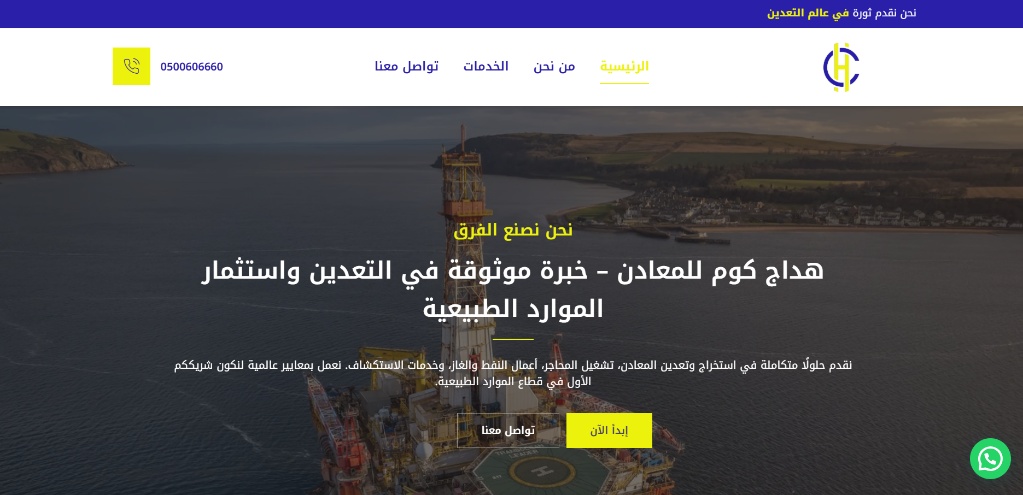 نحن نقدم ثورة في عالم التعدين
الرئيسية
من نحن
الخدمات
تواصل معنا
0500606660
نحن نصنع الفرق
هداج كوم للمعادن – خبرة موثوقة في التعدين واستثمار
الموارد الطبيعية
نقدم حلولًا متكاملة في استخراج وتعدين المعادن، تشغيل المحاجر، أعمال النفط والغاز، وخدمات الاستكشاف. نعمل بمعايير عالمية لنكون شريككم
الأول في قطاع الموارد الطبيعية.
إبدأ الآن
تواصل معنا
H